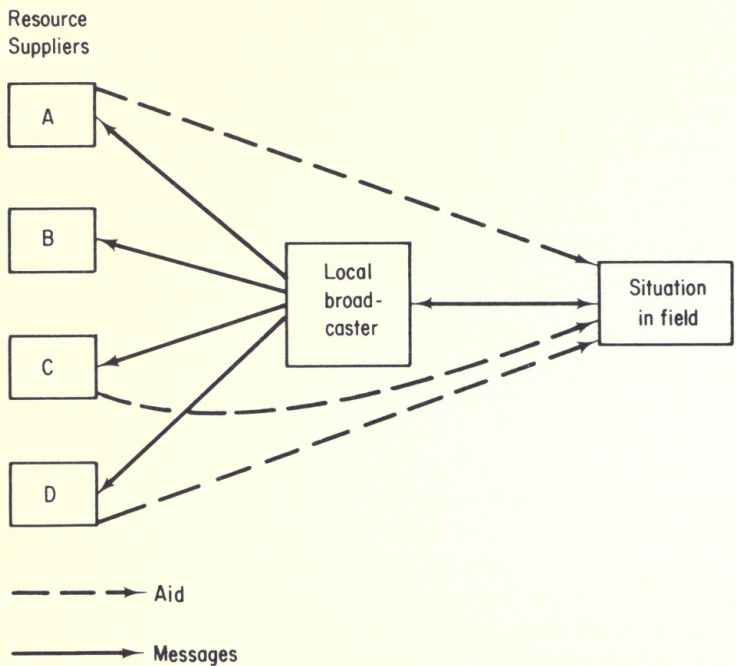 Resource
Suppliers
A
B
C
D
Local
broad-
caster
Situation
in field
Aid
Messages